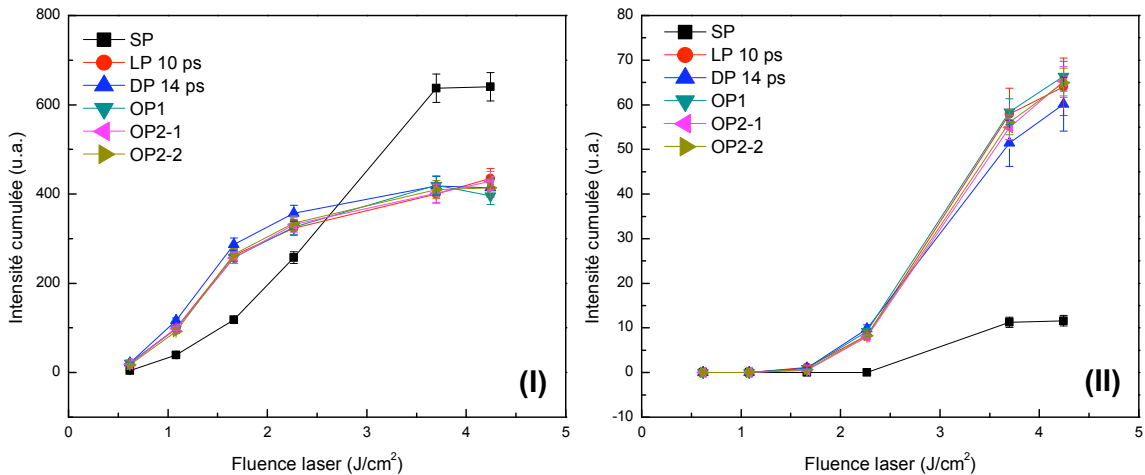 800
600
400
200
0
Intensité cumulée (u.a.)
SP
LP 10 ps
DP 14 ps
OP1
OP2-1
OP2-2
(I)
0
1
2
3
4
5
Fluence laser (J/cm²)
80
70
60
50
40
30
20
10
0
-10
Intensité cumulée (u.a.)
SP
LP 10 ps
DP 14 ps
OP1
OP2-1
OP2-2
(II)
0
1
2
3
4
5
Fluence laser (J/cm²)